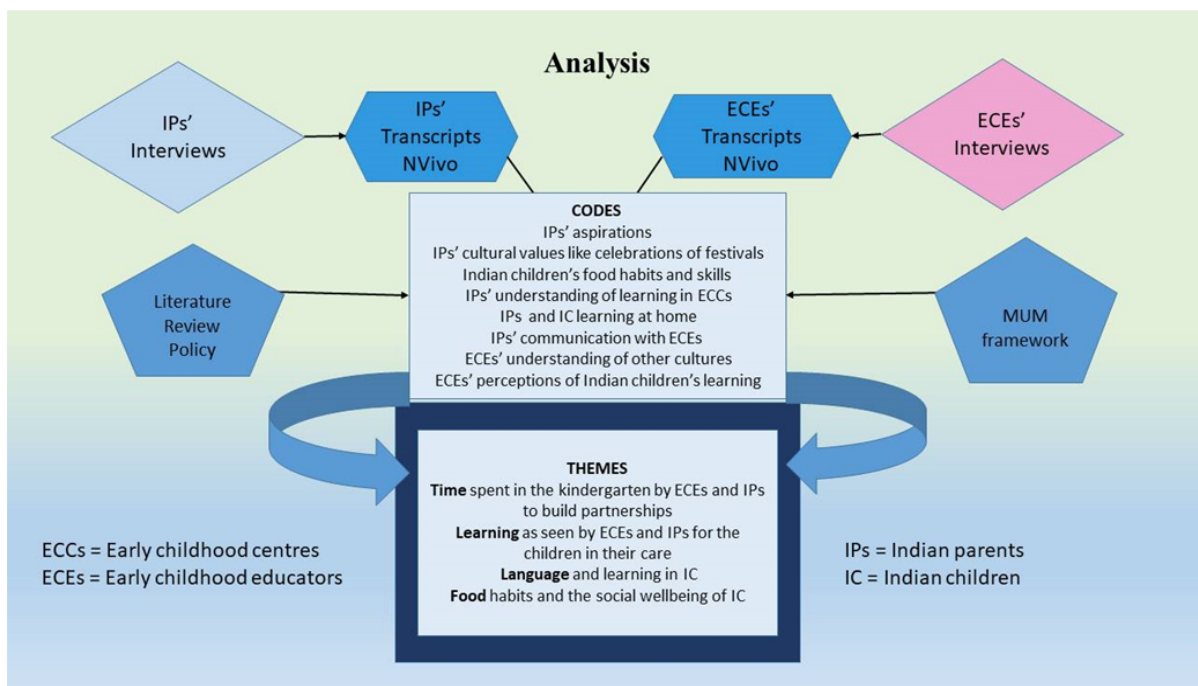 Analysis
IPs'
Interviews
IPs'
Transcripts
NVivo
ECEs'
Transcripts
NVivo
ECEs'
Interviews
Literature
Review
Policy
CODES
IPs' aspirations
IPs' cultural values like celebrations of festivals
Indian children's food habits and skills
IPs' understanding of learning in ECCs
IPs and IC learning at home
IPs' communication with ECEs
ECEs' understanding of other cultures
ECEs' perceptions of Indian children's learning
MUM
framework
THEMES
Time spent in the kindergarten by ECEs and IPs
to build partnerships
Learning as seen by ECEs and IPs for the
children in their care
Language and learning in IC
Food habits and the social wellbeing of IC
ECCs = Early childhood centres
ECEs = Early childhood educators
IPs = Indian parents
IC = Indian children